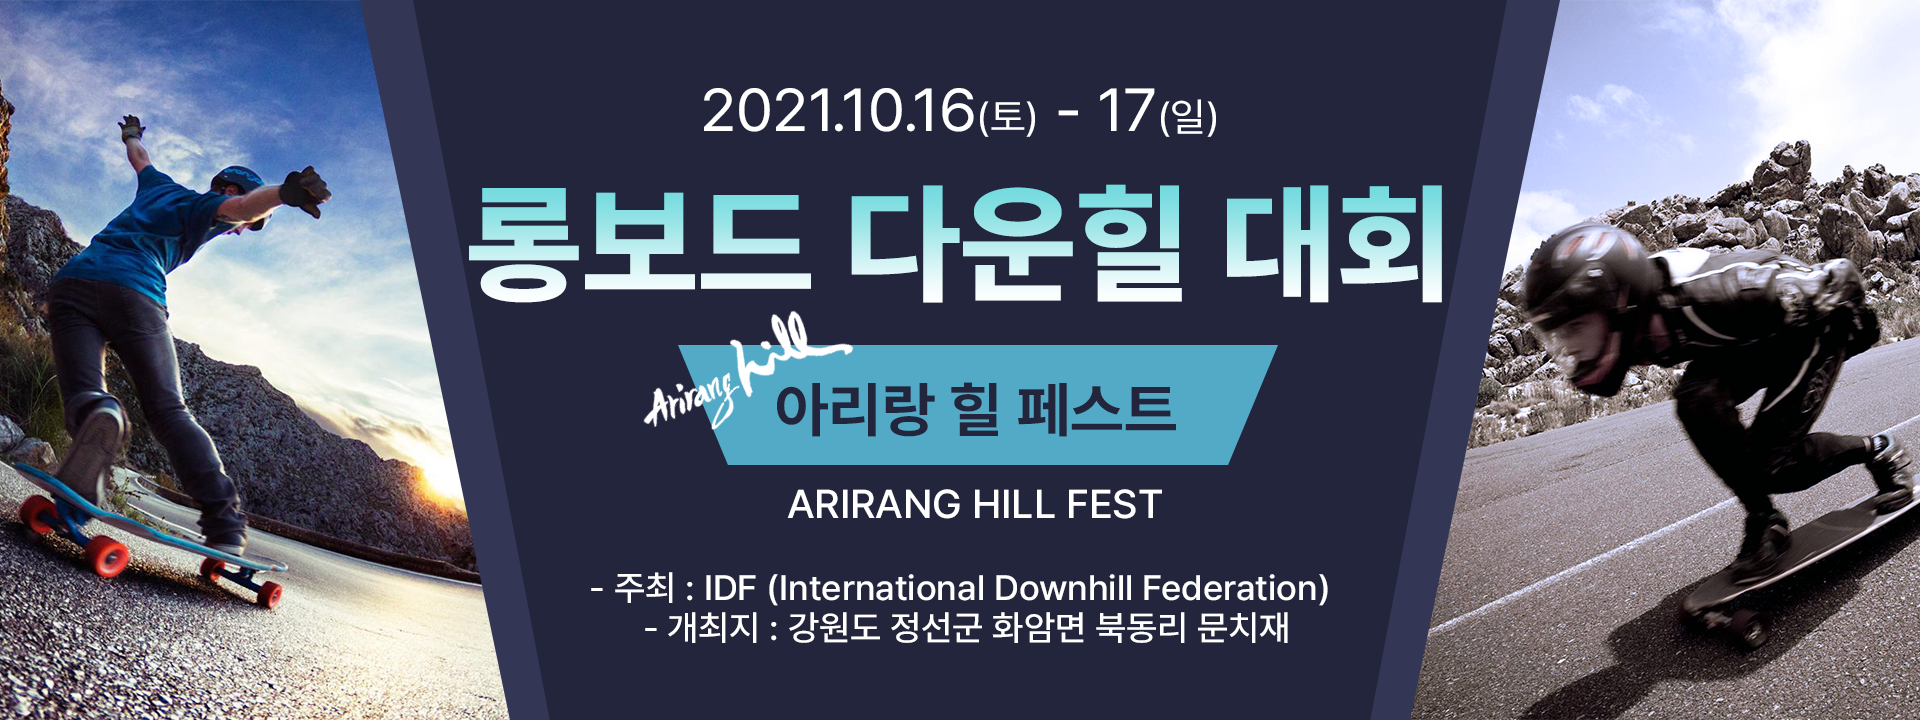 2021.10.16(토) - 17(일)
롱보드 다운힐 대회
Arirang hill
아리랑 힐 페스트
ARIRANG HILL FEST
- 주최 : IDF (International Downhill Federation)
- 개최지 : 강원도 정선군 화암면 북동리 문치재